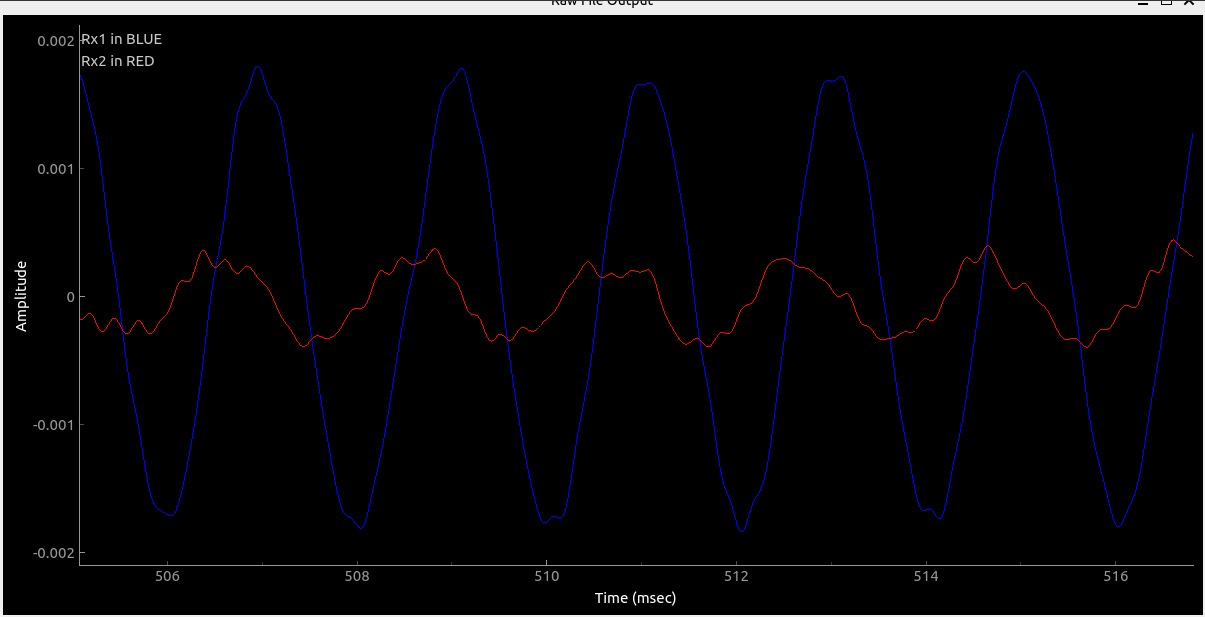 Raw File Output
Rx1 in BLUE
Rx2 in RED
0.002
0.001
0
-0.001
-0.002
Amplitude
506 508 510 512 514 516
Time (msec)